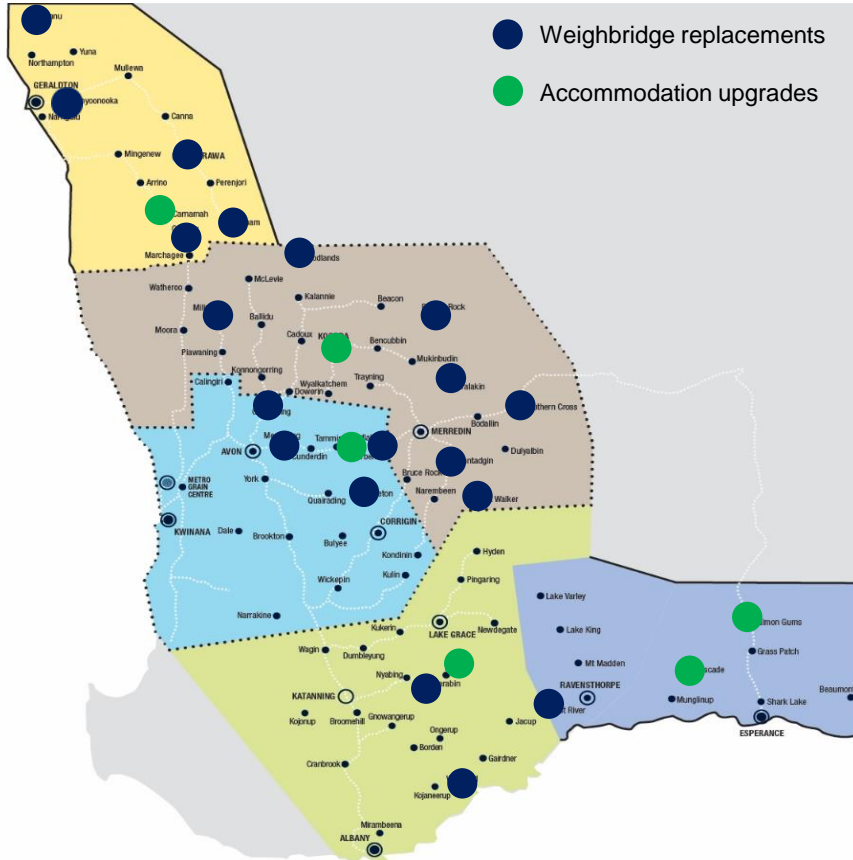 Weighbridge replacements
Accommodation upgrades
Yuna
Northampton
Mullewa
GERALDTON
Canna
Mingenew
Arrino
Perenjori
Carnamah
Marchagee
Watheroo
McLevie
Kalannie
Beacon
Ballidu
Cadoux
Moora
Bencubbin
Mukinbudin
Piawaning
Calingiri
Konnongorring
Wyalkatchem
Dowerin
Trayning
Bodallin
MERREDIN
Dulyalbin
AVON
METRO
GRAIN
CENTRE
York
Bruce Rock
Narembeen
Quairading
KWINANA
Dale
Brookton
Bulyee
CORRIGIN
Kondinin
Kulin
Wickepin
Hyden
Pingaring
Narrakine
Kukerin
LAKE GRACE
Newdegate
Lake Varley
Lake King
Mt Madden
Wagin
Dumbleyung
Nyabing
KATANNING
RAVENSTHORPE
Munglinup
Grass Patch
Shark Lake
Beaumont
ESPERANCE
Kojonup
Broomehill
Gnowangerup
Ongerup
Borden
Jacup
Gairdner
Cranbrook
Kojaneerup
Mirambeena
ALBANY